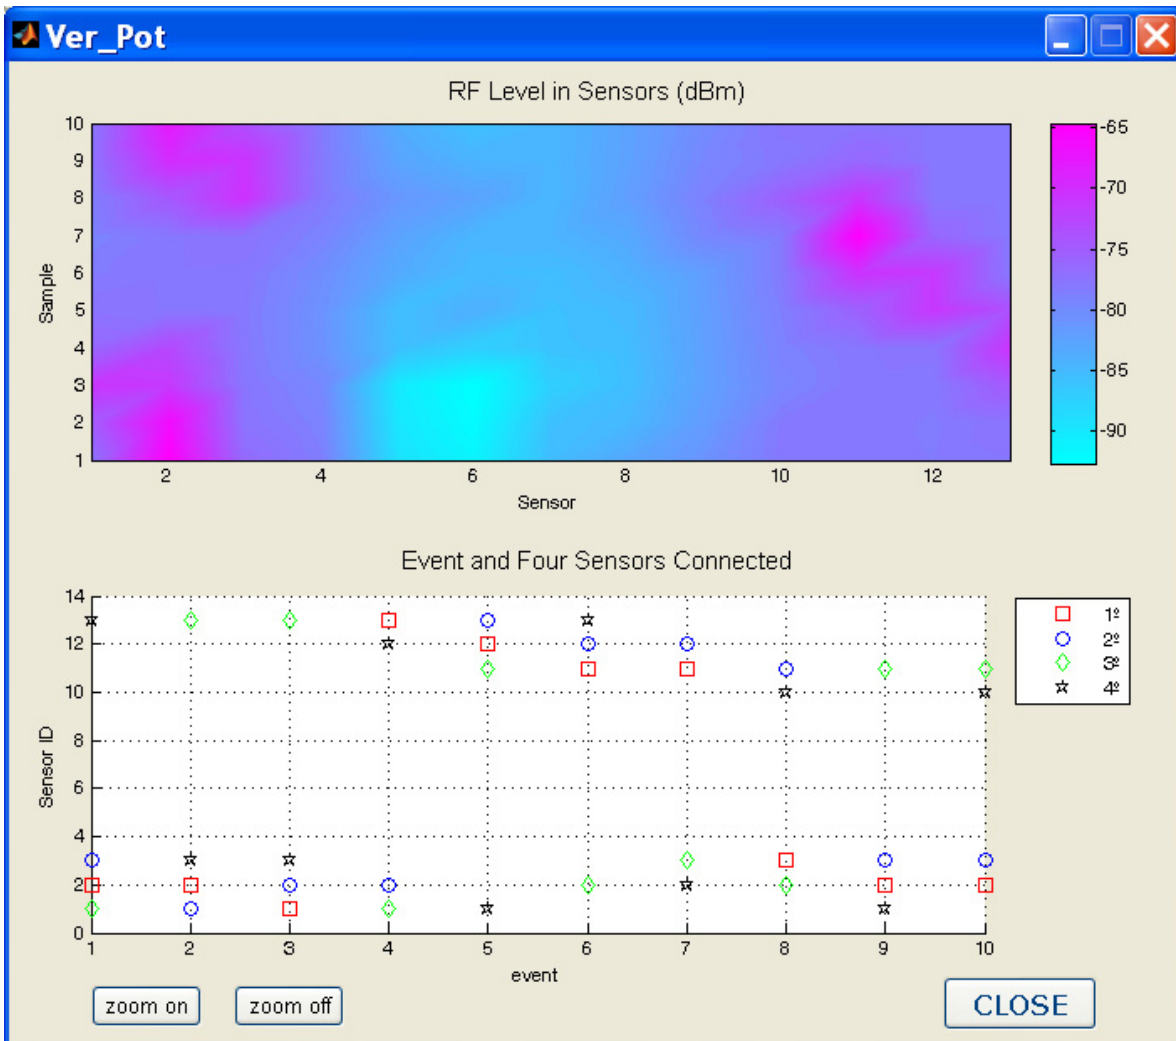 Ver_Pot
RF Level in Sensors (dBm)
10
9
8
7
6
5
4
3
2
1
Sample
2 4 6 8 10 12
Sensor
-65
-70
-75
-80
-85
-90
Event and Four Sensors Connected
14
12
10
8
6
4
2
0
Sensor ID
1 2 3 4 5 6 7 8 9 10
event
1º
2º
3º
4º
zoom on zoom off CLOSE